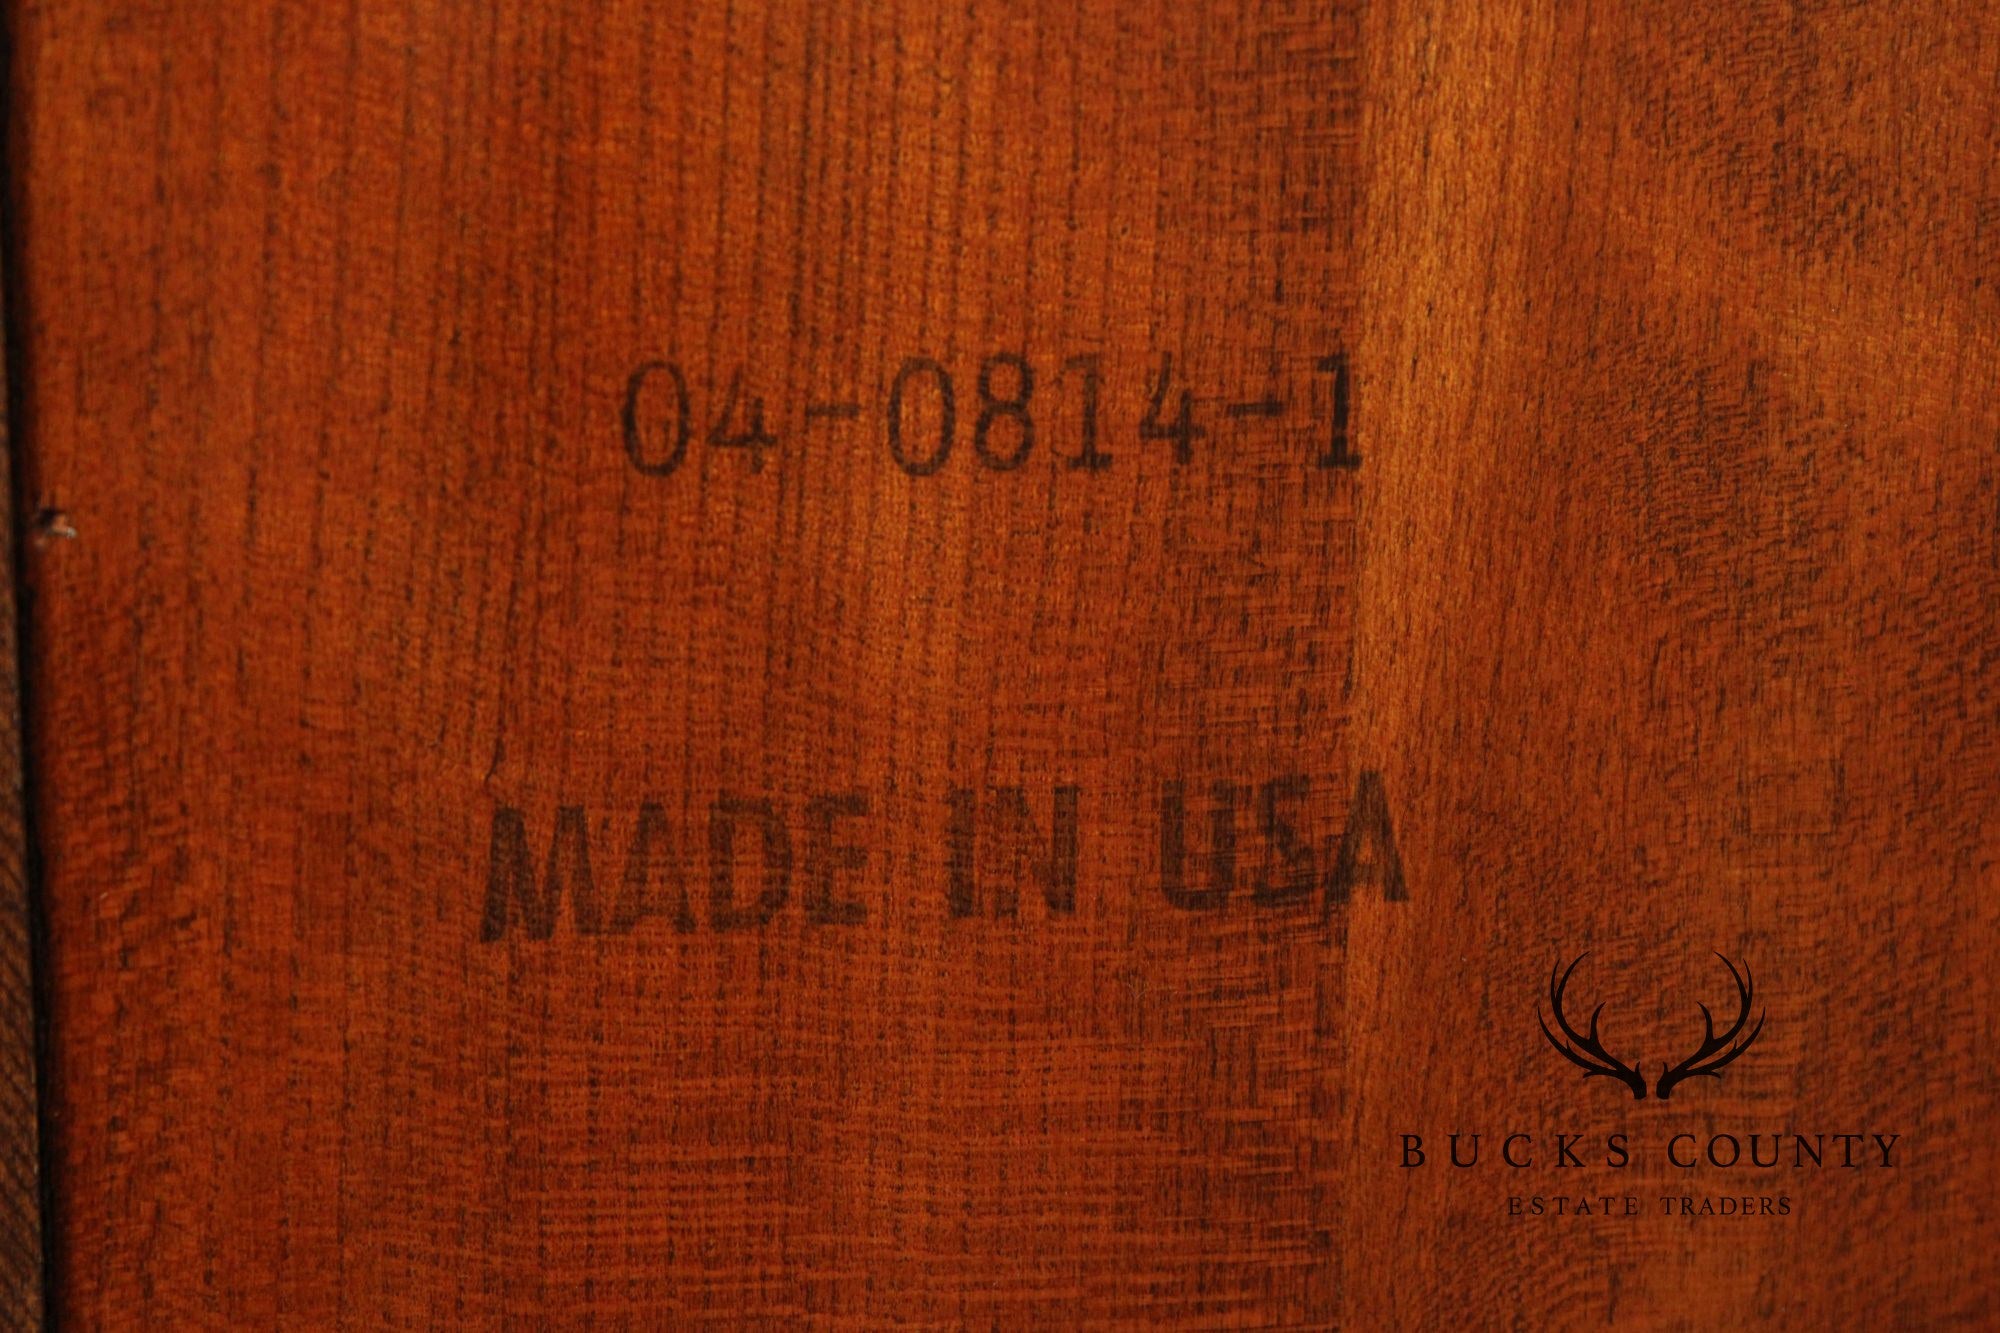 04-0814-1
MADE IN USA
BUCKS COUNTY
ESTATE TRADERS